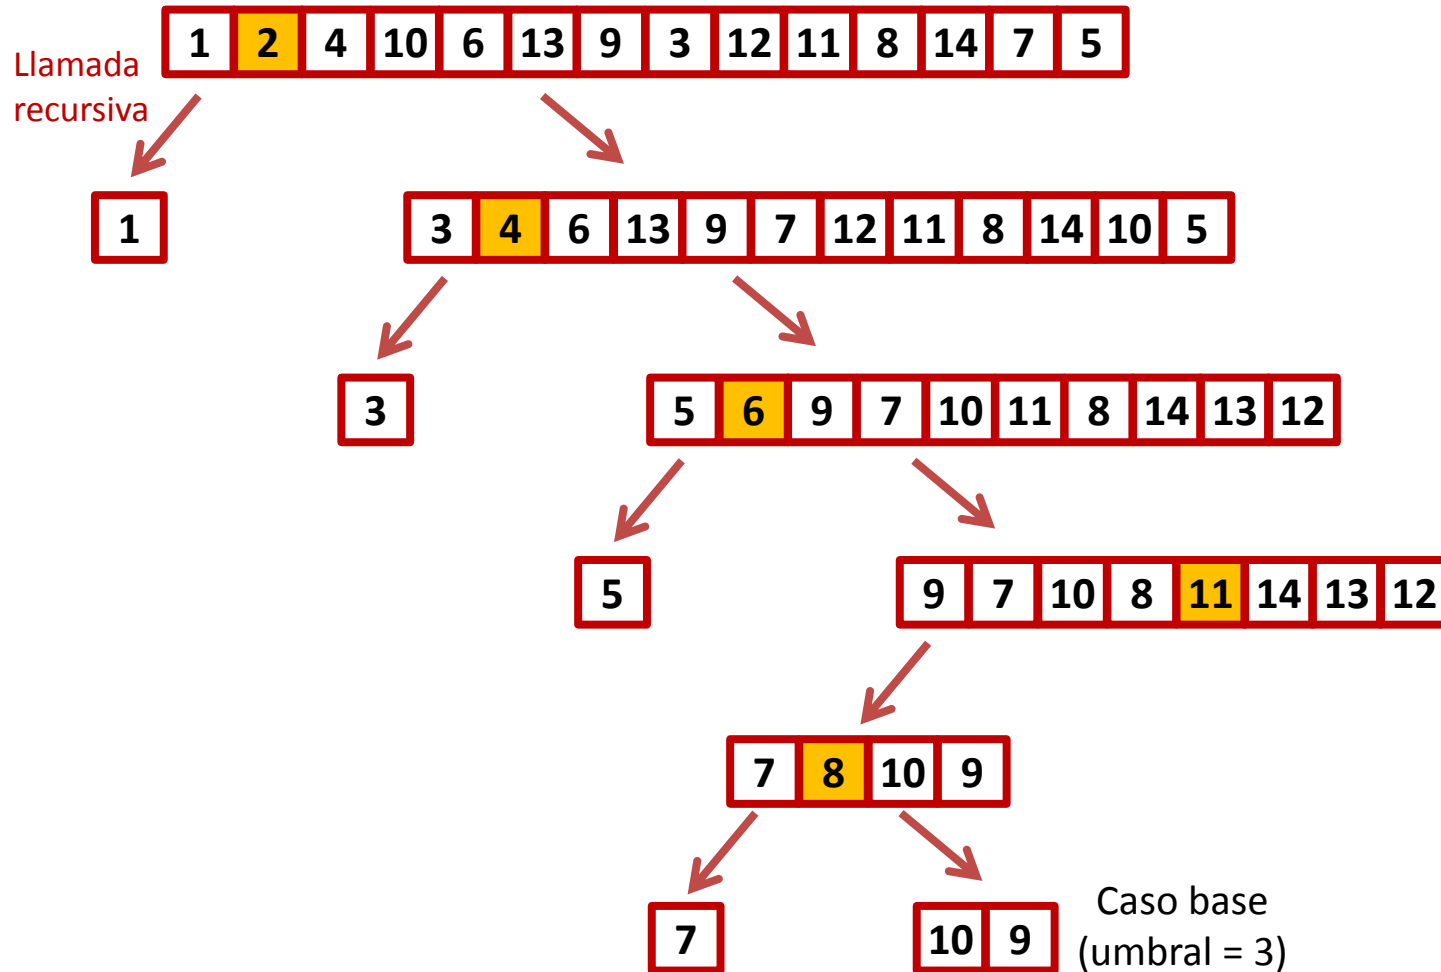 1 2 4 10 6 13 9 3 12 11 8 14 7 5
Llamada
recursiva
1
3 4 6 13 9 7 12 11 8 14 10 5
3
5 6 9 7 10 11 8 14 13 12
5
9 7 10 8 11 14 13 12
7 8 10 9
7
10 9
Caso base
(umbral = 3)